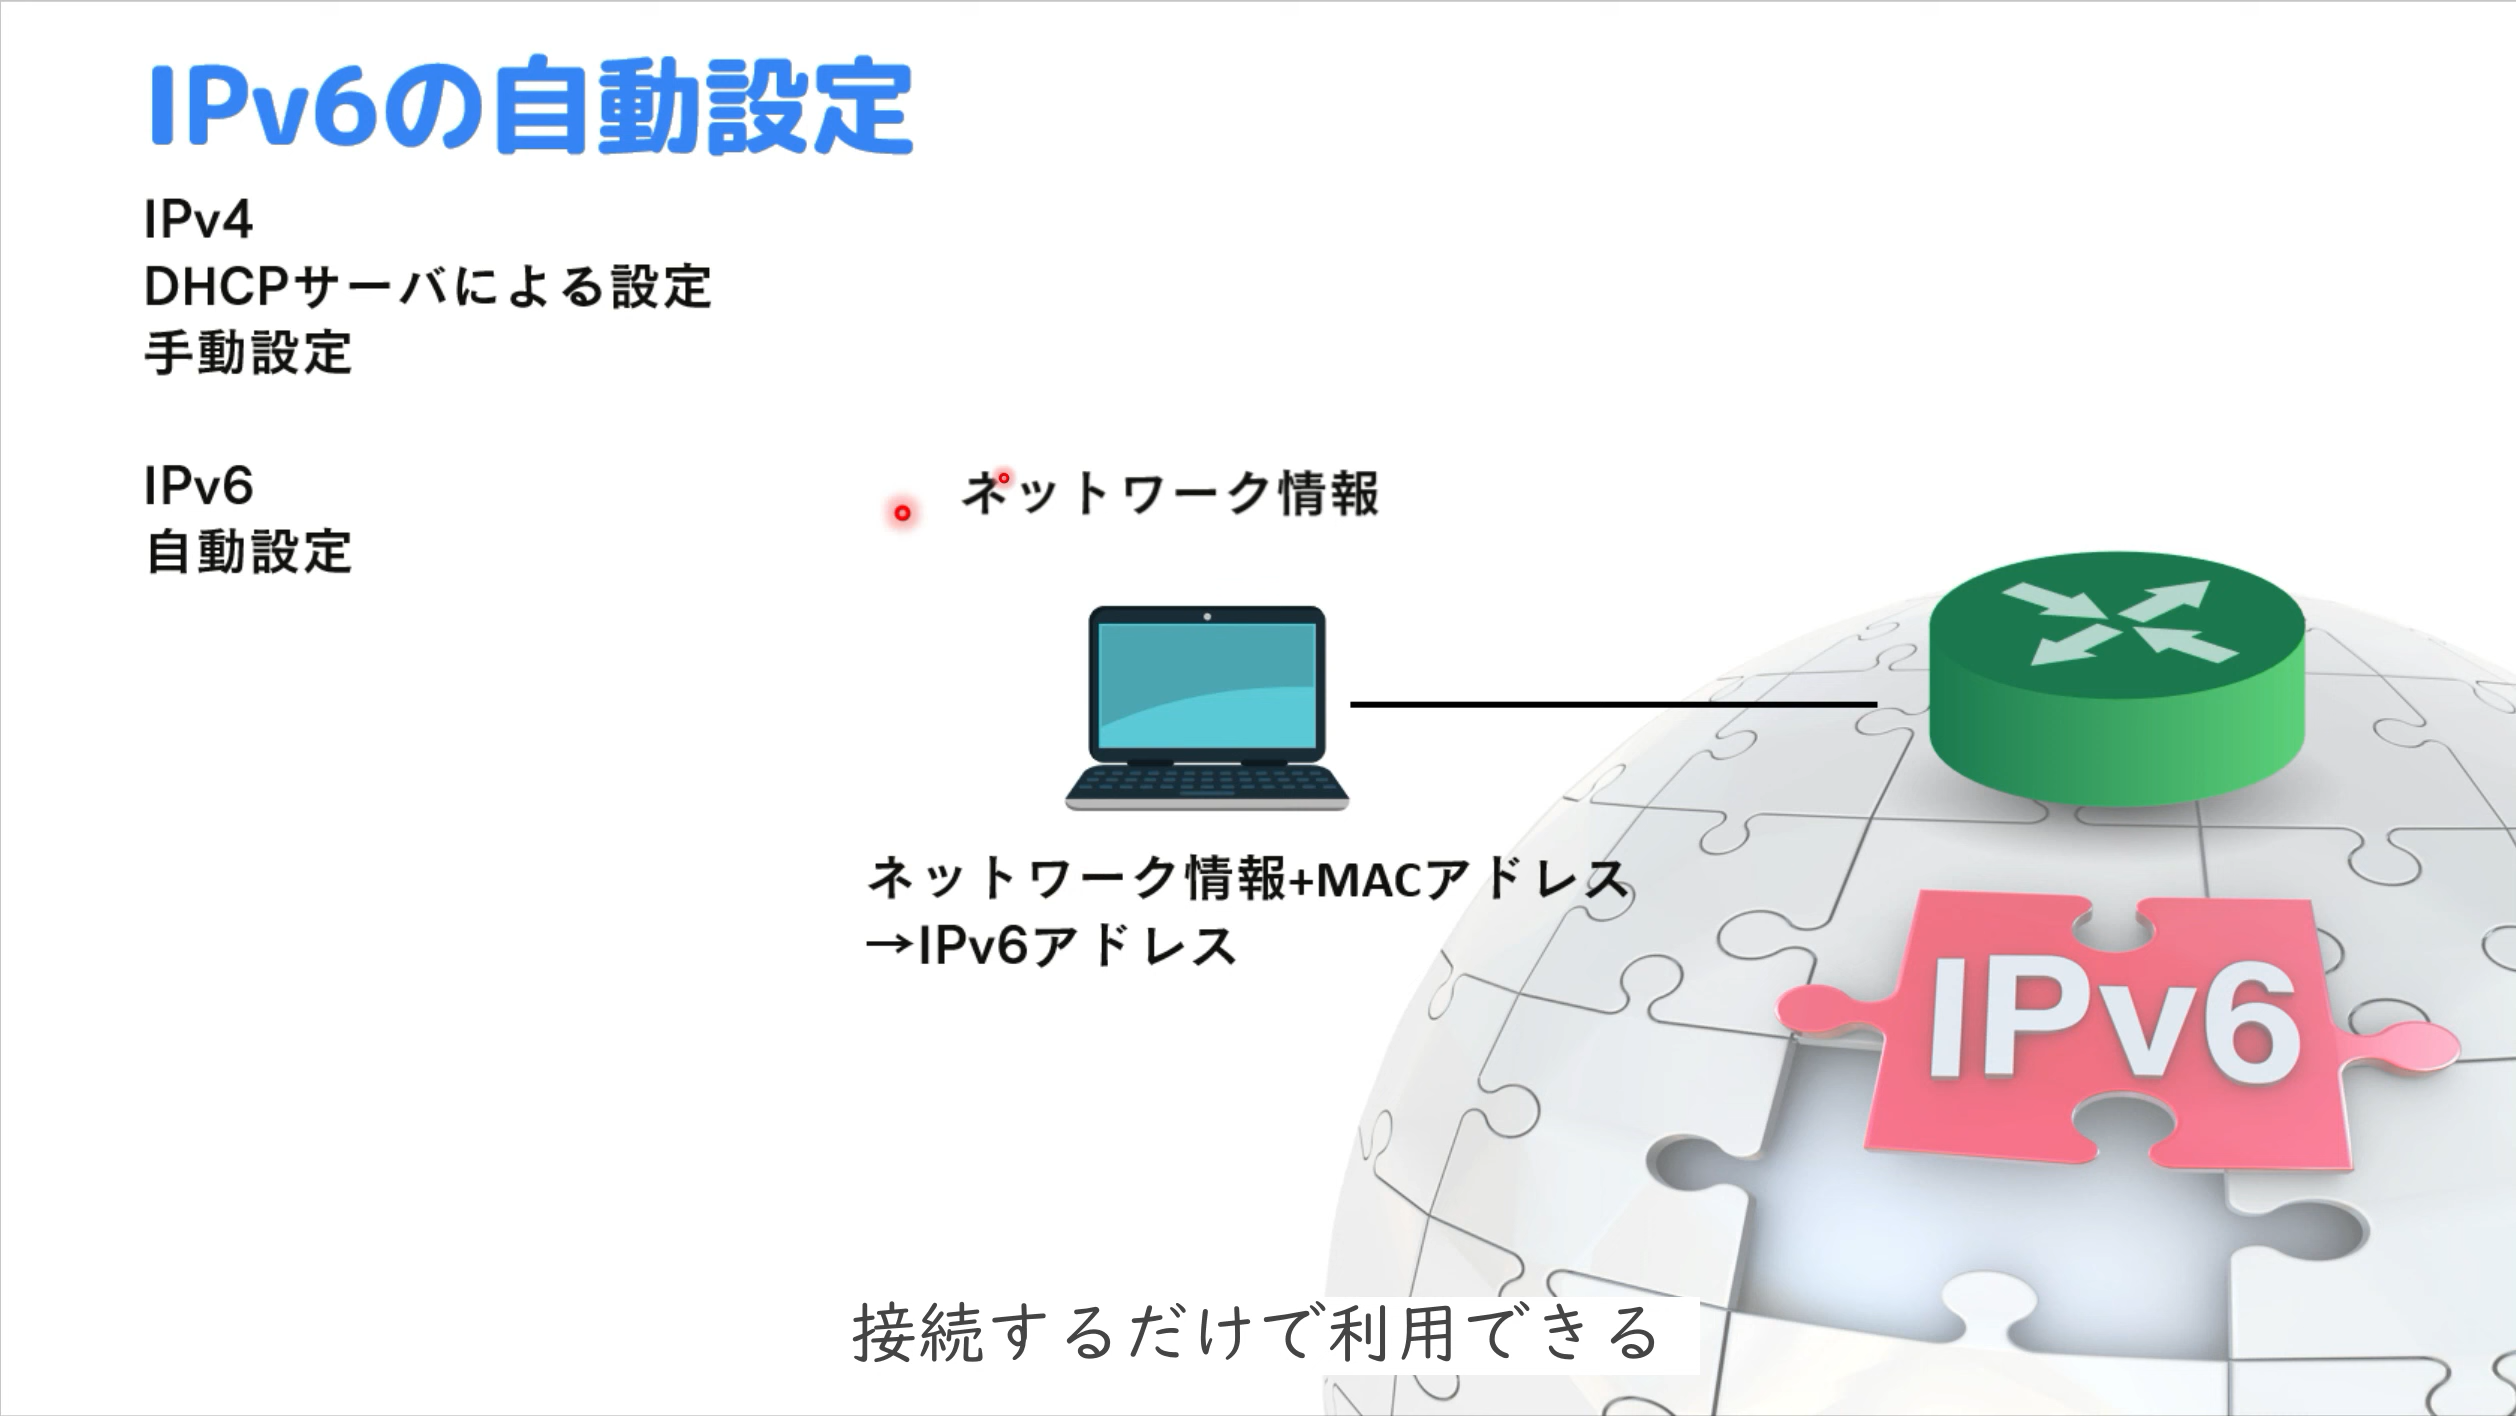 IPv6の自動設定
IPv4
DHCPサーバによる設定
手動設定
IPv6
自動設定
ネットワーク情報
ネットワーク情報+MACアドレス
→IPv6アドレス
IPv6
接続するだけで利用できる